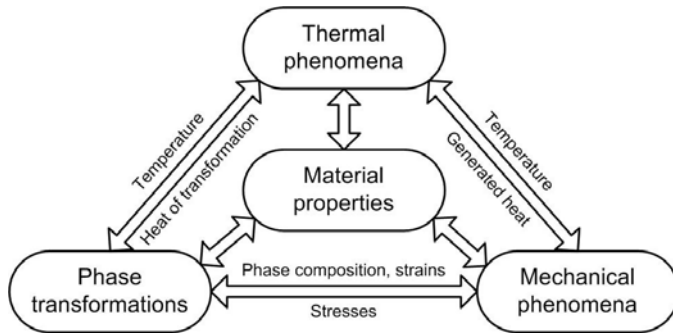 Thermal
phenomena
Temperature
Heat of transformation
Temperature
Generated heat
Material
properties
Phase
transformations
Phase composition, strains
Stresses
Mechanical
phenomena